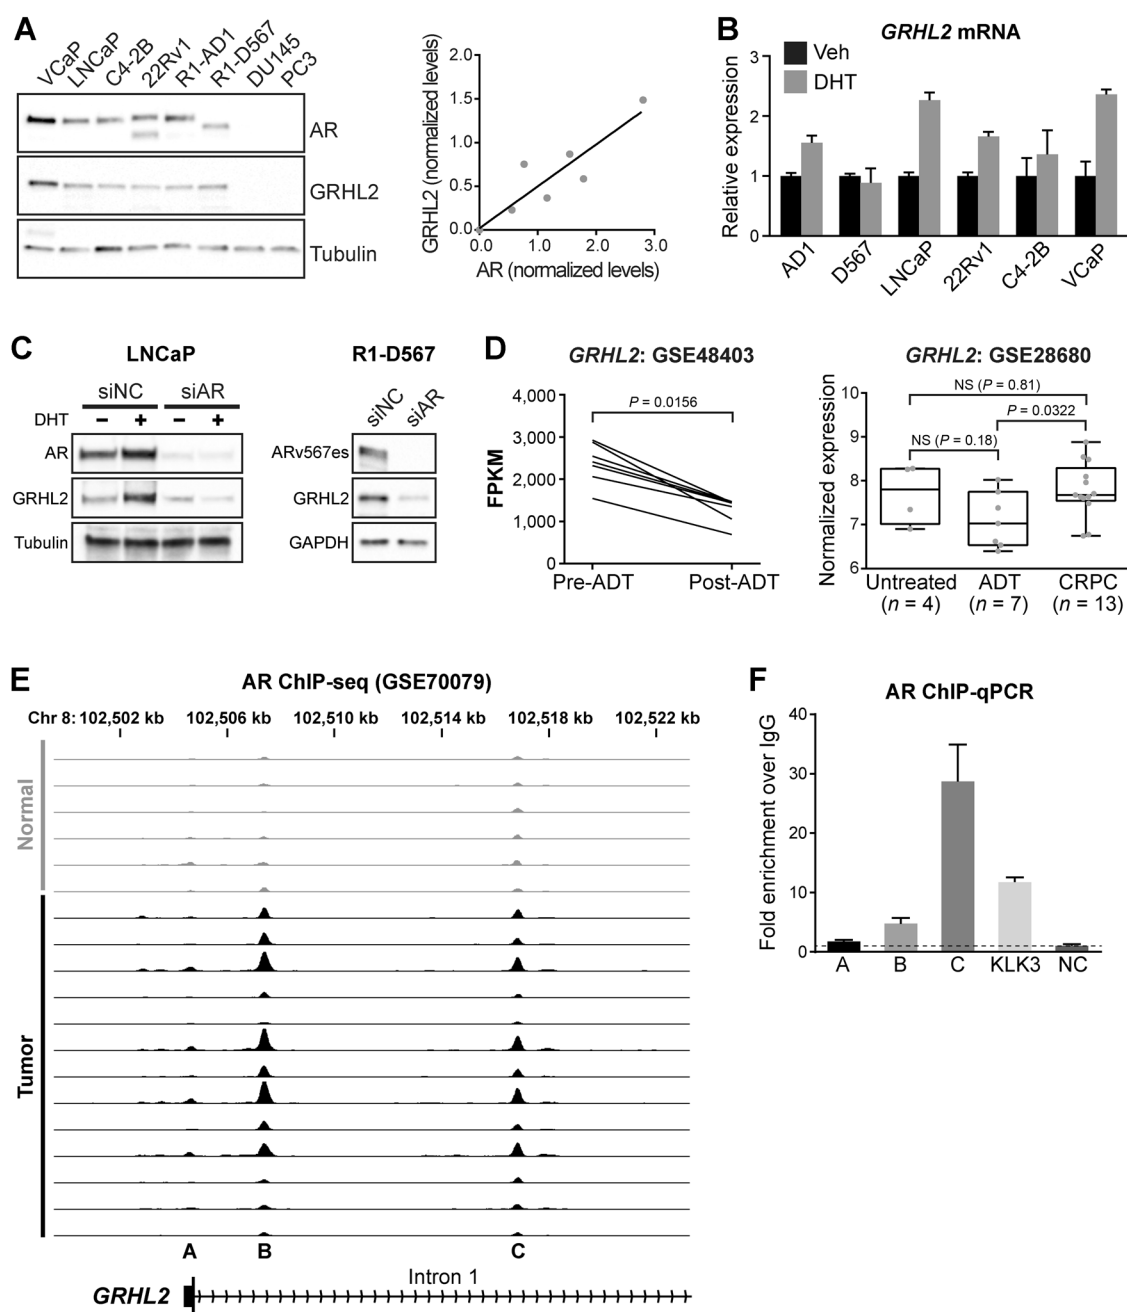 A
VCaP
LNCaP
C4-2B
22Rv1
R1-AD1
R1-D567
DU145
PC3
AR
GRHL2
Tubulin
GRHL2 (normalized levels)
2.0
1.5
1.0
0.5
0.0
0.0 1.0 2.0 3.0
AR (normalized levels)
B
GRHL2 mRNA
Veh
DHT
Relative expression
3
2
1
0
AD1
D567
LNCaP
22Rv1
C4-2B
VCaP
C
LNCaP
siNC siAR
DHT − + − +
AR
GRHL2
Tubulin
R1-D567
siNC
siAR
ARv567es
GRHL2
GAPDH
D
GRHL2: GSE48403
FPKM
4,000
3,000
2,000
1,000
0
P = 0.0156
Pre-ADT Post-ADT
GRHL2: GSE28680
Normalized expression
10
9
8
7
6
NS (P = 0.81)
P = 0.0322
NS (P = 0.18)
Untreated ADT CRPC
(n = 4) (n = 7) (n = 13)
E
AR ChIP-seq (GSE70079)
Chr 8: 102,502 kb 102,506 kb 102,510 kb 102,514 kb 102,518 kb 102,522 kb
Normal
Tumor
A B C
Intron 1
GRHL2
F
AR ChIP-qPCR
Fold enrichment over IgG
40
30
20
10
0
A B C KLK3 NC